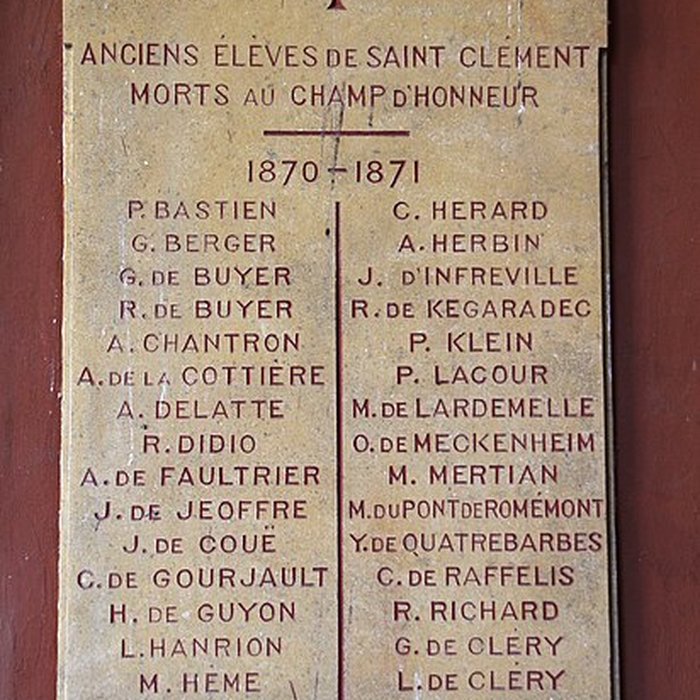 ANCIENS ÉLÈVES DE SAINT CLÉMENT
MORTS AU CHAMP D'HONNEUR
1870-1871
P. BASTIEN
G. BERGER
G. DE BUYER
R. DE BUYER
A. CHANTRON
A. DE LA COTTIÈRE
A. DELATTE
R. DIDIO
A. DE FAULTRIER
J. DE JEOFFRE
J. DE COUË
C. DE GOURJAULT
H. DE GUYON
L. HANRION
M. HÊME
C. HERARD
A. HERBIN
J. D'INFREVILLE
R. DE KEGARADEC
P. KLEIN
P. LACOUR
M. DE LARDEMELLE
O. DE MECKENHEIM
M. MERTIAN
M. DU PONT DE ROMÉMONT
Y. DE QUATREBARBES
C. DE RAFFELIS
R. RICHARD
G. DE CLÉRY
L. DE CLÉRY